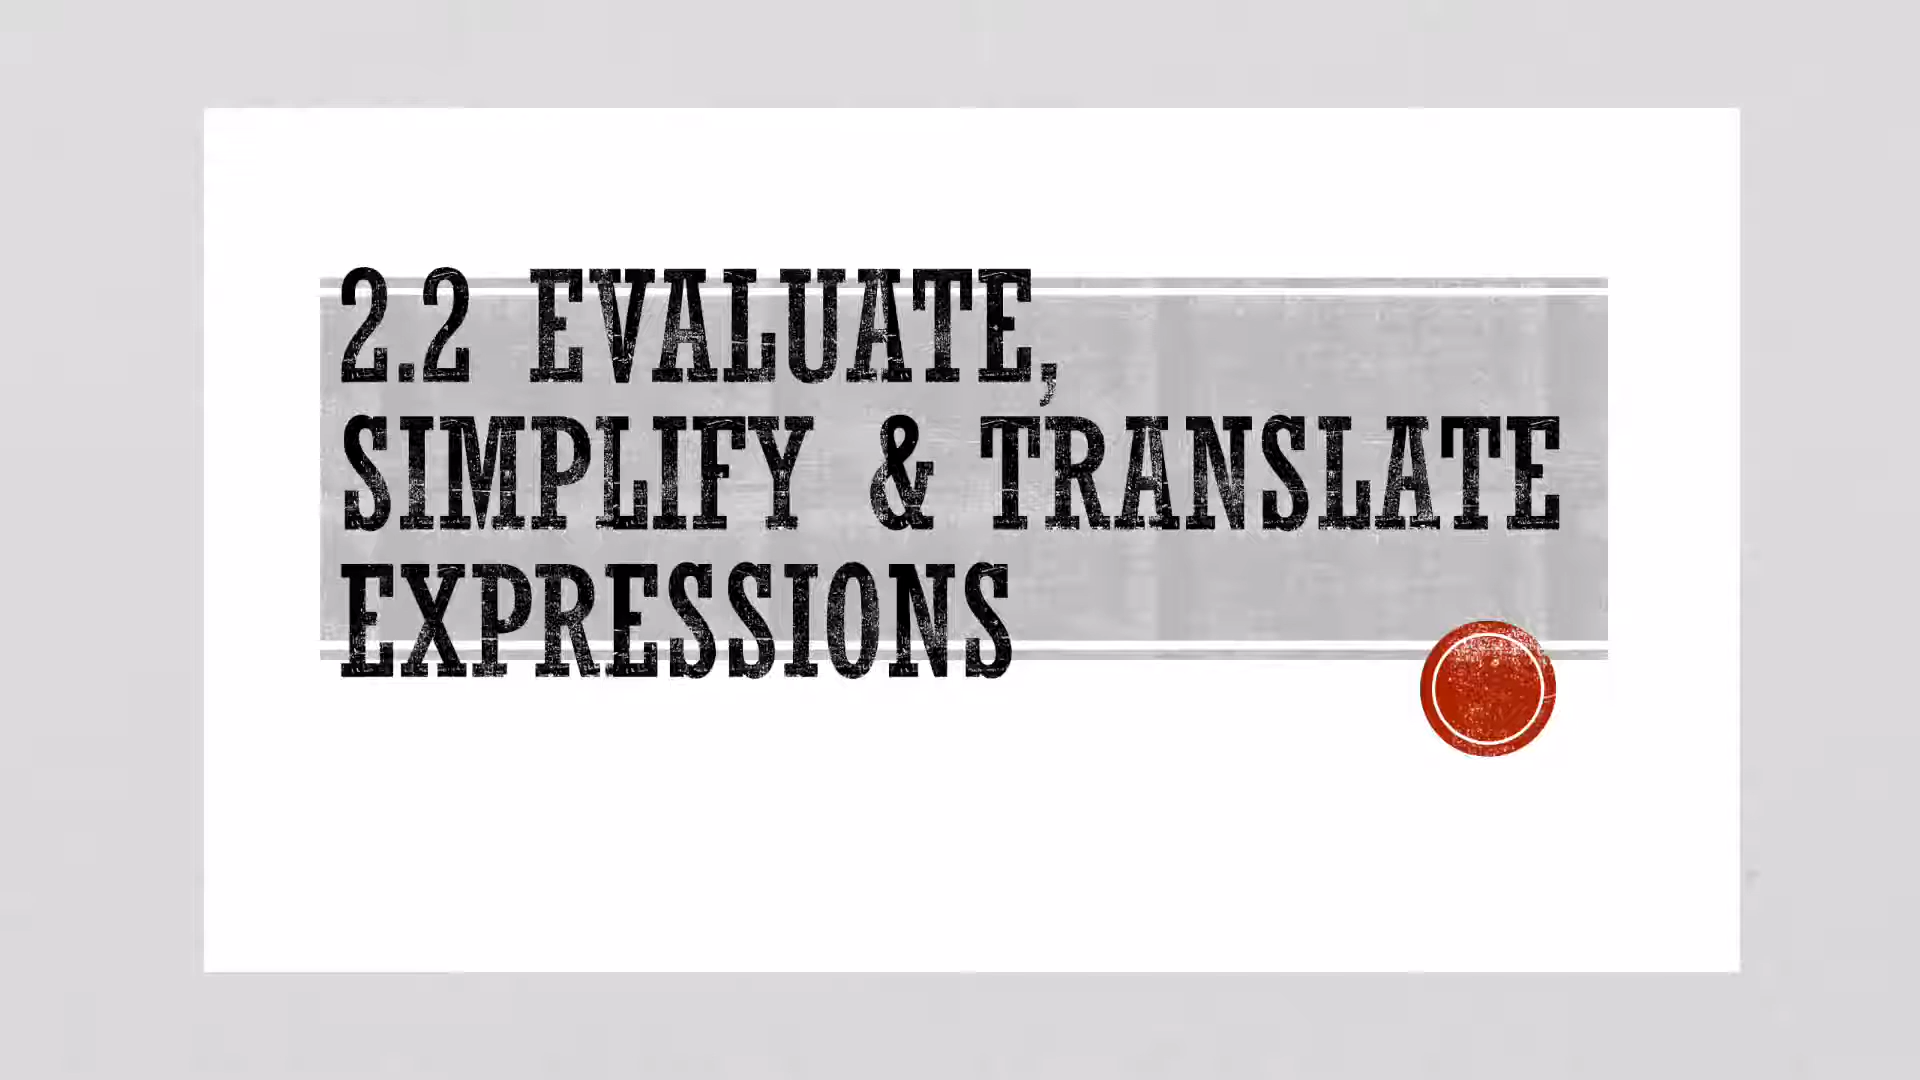 2.2 EVALUATE,
SIMPLIFY & TRANSLATE
EXPRESSIONS